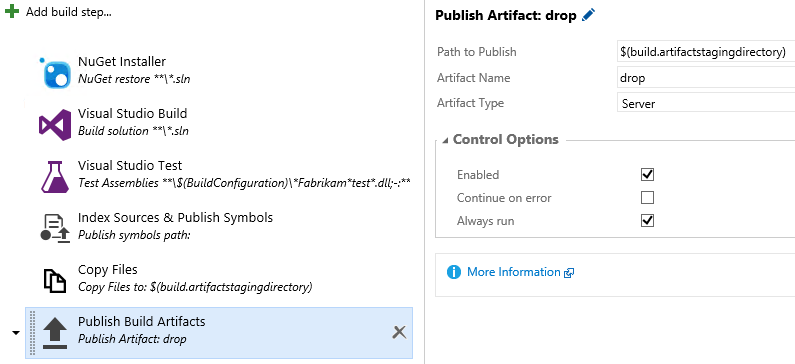 Add build step...
NuGet Installer
NuGet restore **\*.sln
Visual Studio Build
Build solution **\*.sln
Visual Studio Test
Test Assemblies **\$(BuildConfiguration)\*Fabrikam*test*.dll;-:**
Index Sources & Publish Symbols
Publish symbols path:
Copy Files
Copy Files to: $(build.artifactstagingdirectory)
Publish Build Artifacts
Publish Artifact: drop
Publish Artifact: drop
Path to Publish
$(build.artifactstagingdirectory)
Artifact Name
drop
Artifact Type
Server
Control Options
Enabled
Continue on error
Always run
More Information